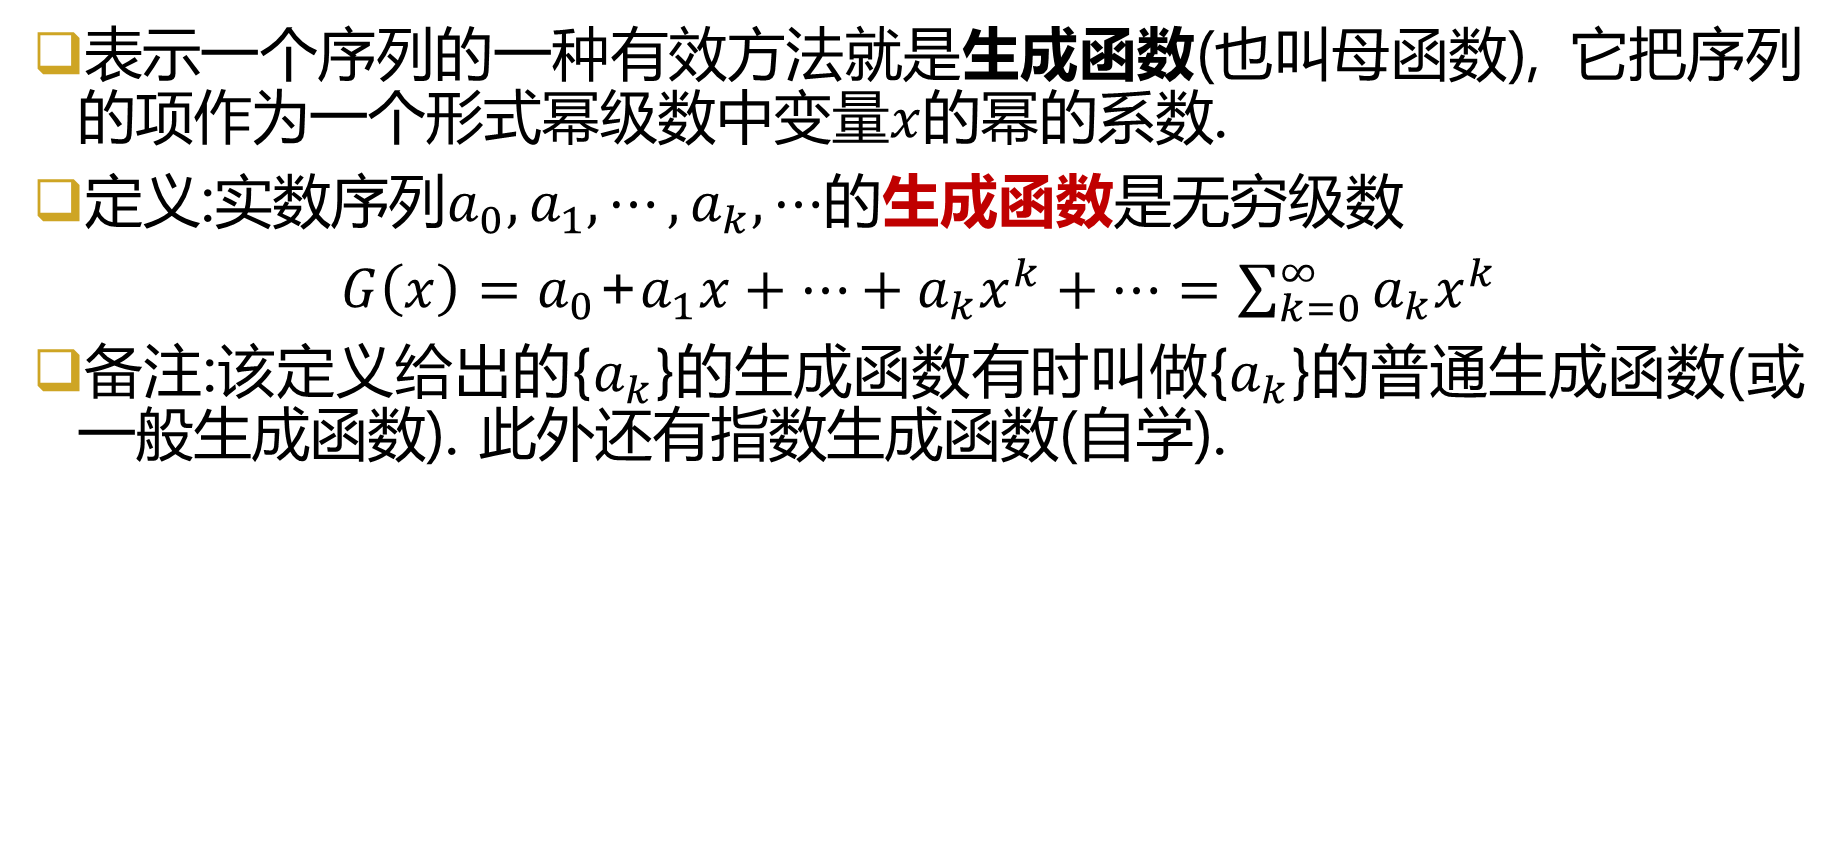 ❑表示一个序列的一种有效方法就是生成函数(也叫母函数), 它把序列
的项作为一个形式幂级数中变量𝑥的幂的系数.
❑定义:实数序列𝑎₀, 𝑎₁, ⋯ , 𝑎ₖ, ⋯的生成函数是无穷级数
𝐺(𝑥) = 𝑎₀+𝑎₁𝑥 + ⋯ + 𝑎ₖ𝑥ᵏ + ⋯ = ∑_{𝑘=0}^{∞} 𝑎ₖ𝑥ᵏ
❑备注:该定义给出的{𝑎ₖ}的生成函数有时叫做{𝑎ₖ}的普通生成函数(或
一般生成函数). 此外还有指数生成函数(自学).